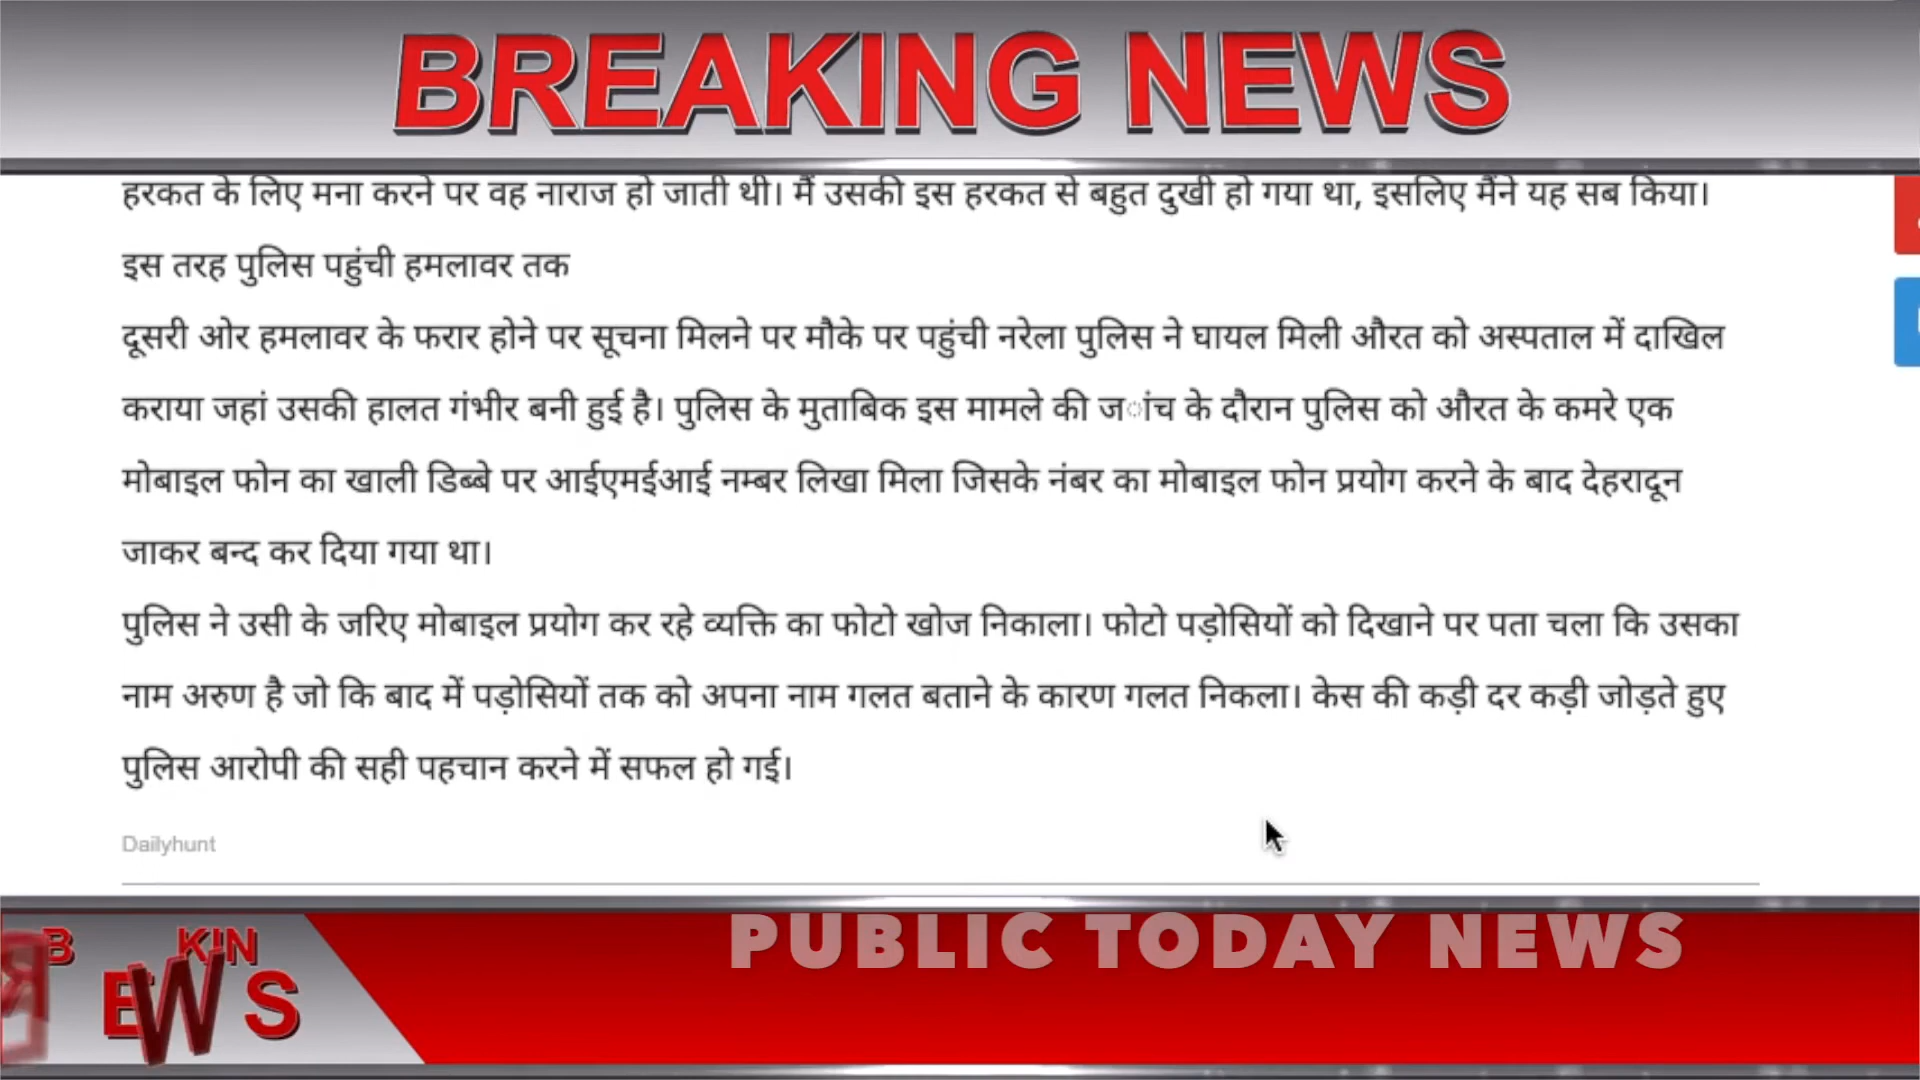 BREAKING NEWS
हरकत के लिए मना करने पर वह नाराज हो जाती थी। मैं उसकी इस हरकत से बहुत दुखी हो गया था, इसलिए मैंने यह सब किया।
इस तरह पुलिस पहुंची हमलावर तक
दूसरी ओर हमलावर के फरार होने पर सूचना मिलने पर मौके पर पहुंची नरेला पुलिस ने घायल मिली औरत को अस्पताल में दाखिल
कराया जहां उसकी हालत गंभीर बनी हुई है। पुलिस के मुताबिक इस मामले की ज◌ांच के दौरान पुलिस को औरत के कमरे एक
मोबाइल फोन का खाली डिब्बे पर आईएमईआई नम्बर लिखा मिला जिसके नंबर का मोबाइल फोन प्रयोग करने के बाद देहरादून
जाकर बन्द कर दिया गया था।
पुलिस ने उसी के जरिए मोबाइल प्रयोग कर रहे व्यक्ति का फोटो खोज निकाला। फोटो पड़ोसियों को दिखाने पर पता चला कि उसका
नाम अरुण है जो कि बाद में पड़ोसियों तक को अपना नाम गलत बताने के कारण गलत निकला। केस की कड़ी दर कड़ी जोड़ते हुए
पुलिस आरोपी की सही पहचान करने में सफल हो गई।
Dailyhunt
PUBLIC TODAY NEWS
B KIN
EWS